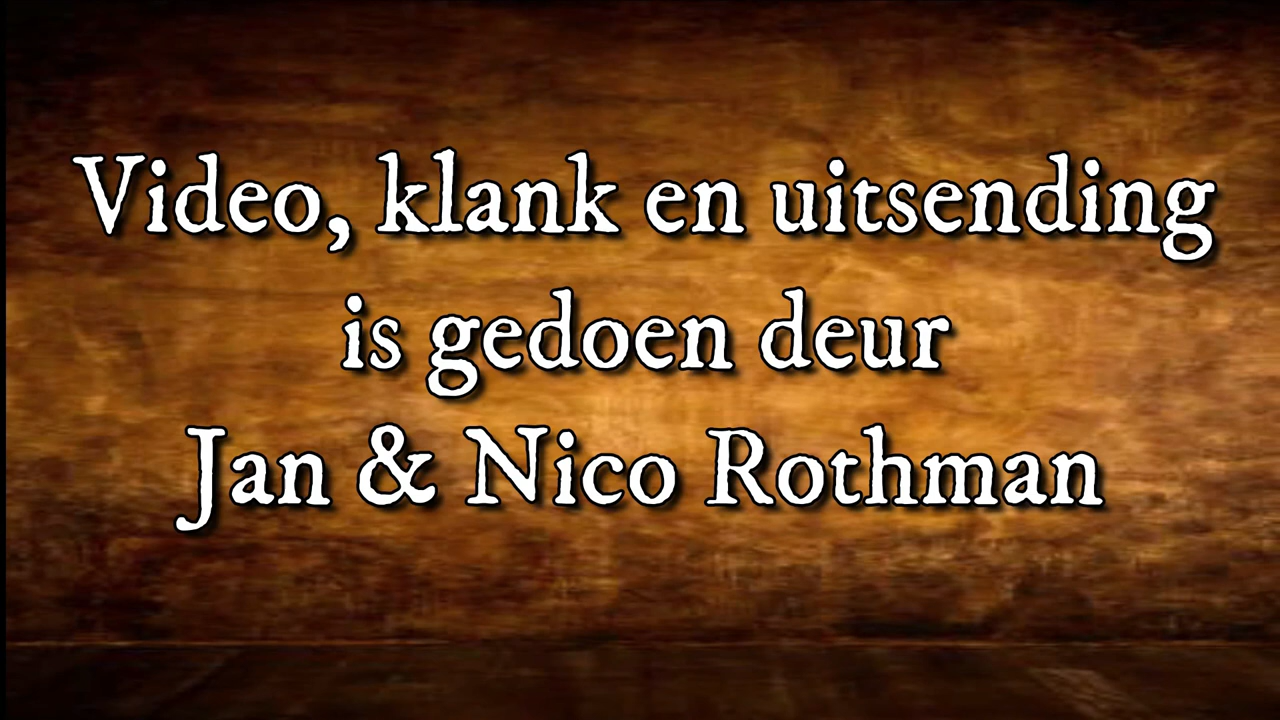 Video, klank en uitsending
is gedoen deur
Jan & Nico Rothman